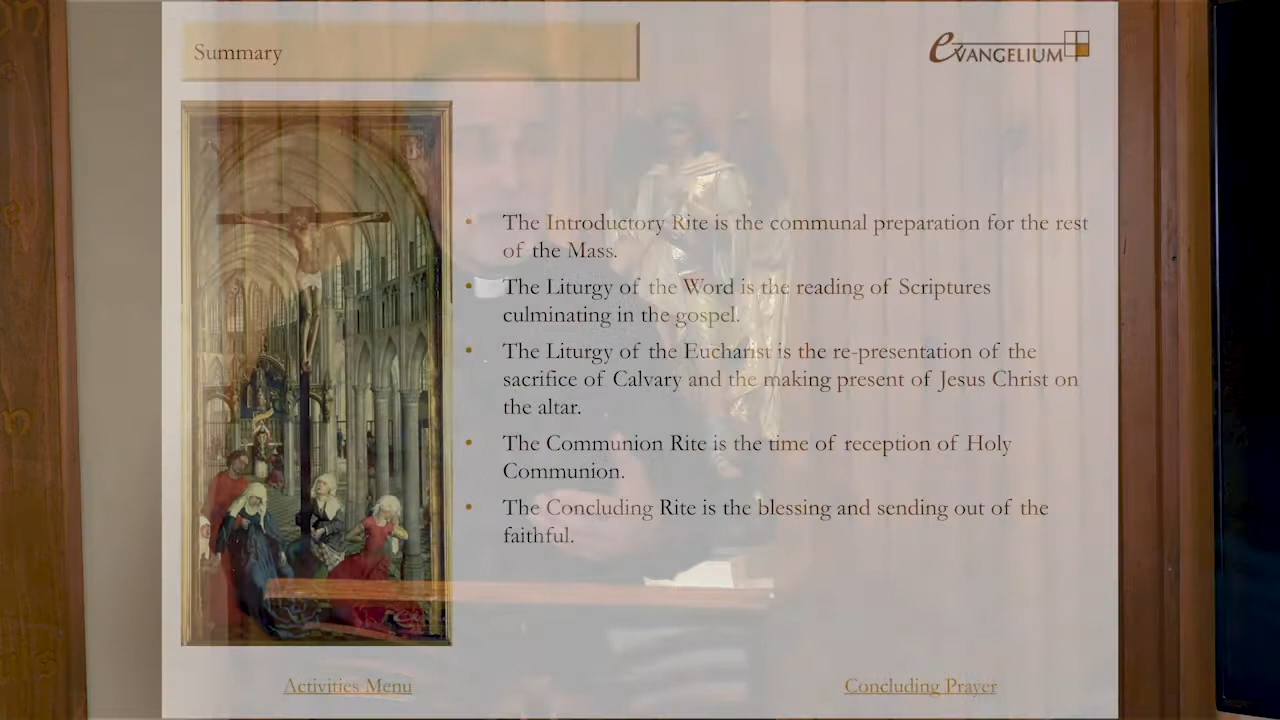 Summary
EVANGELIUM
The Introductory Rite is the communal preparation for the rest
of the Mass.
The Liturgy of the Word is the reading of Scriptures
culminating in the gospel.
The Liturgy of the Eucharist is the re-presentation of the
sacrifice of Calvary and the making present of Jesus Christ on
the altar.
The Communion Rite is the time of reception of Holy
Communion.
The Concluding Rite is the blessing and sending out of the
faithful.
Activities Menu
Concluding Prayer